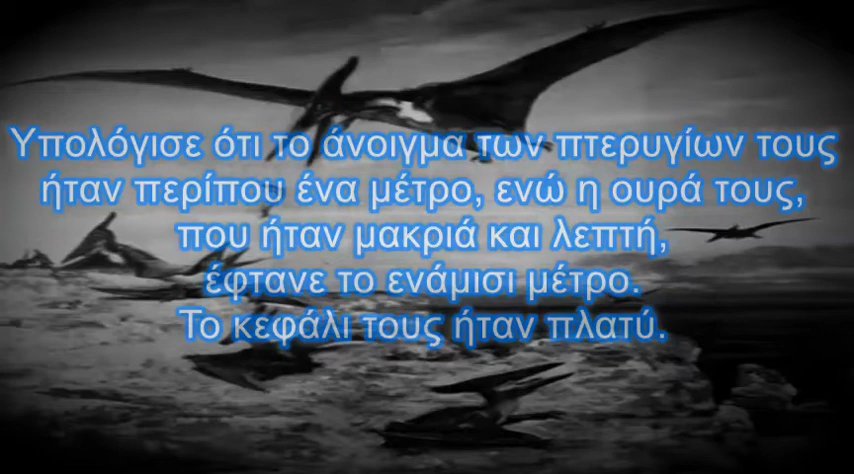 Υπολόγισε ότι το άνοιγμα των πτερυγίων τους
ήταν περίπου ένα μέτρο, ενώ η ουρά τους,
που ήταν μακριά και λεπτή,
έφτανε το ενάμισι μέτρο.
Το κεφάλι τους ήταν πλατύ.